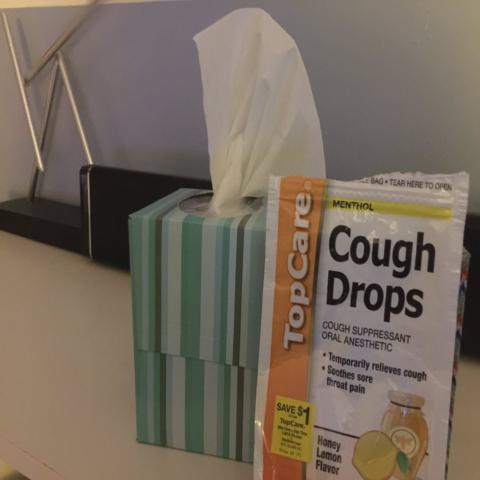 BAG • TEAR HERE TO OPEN
MENTHOL
TopCare®
Cough
Drops
COUGH SUPPRESSANT
ORAL ANESTHETIC
• Temporarily relieves cough
• Soothes sore
throat pain
SAVE $1
TopCare
Honey
Lemon
Flavor